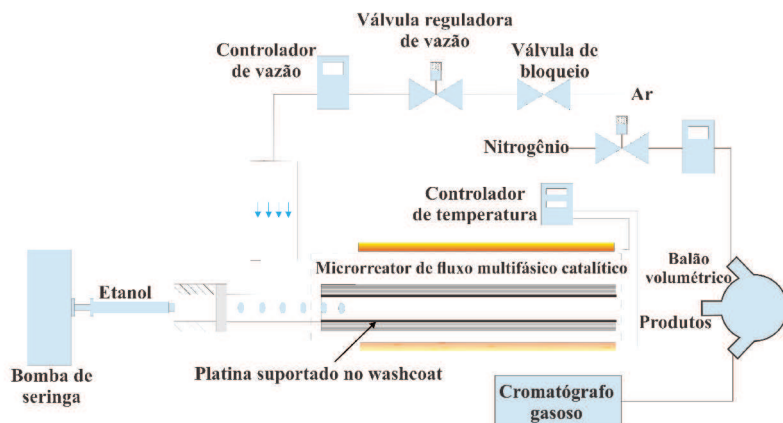 Válvula reguladora
de vazão
Controlador
de vazão
Válvula de
bloqueio
Ar
Nitrogênio
Controlador
de temperatura
Microrreator de fluxo multifásico catalítico
Balão
volumétrico
Etanol
Produtos
Platina suportado no washcoat
Bomba de
seringa
Cromatógrafo
gasoso